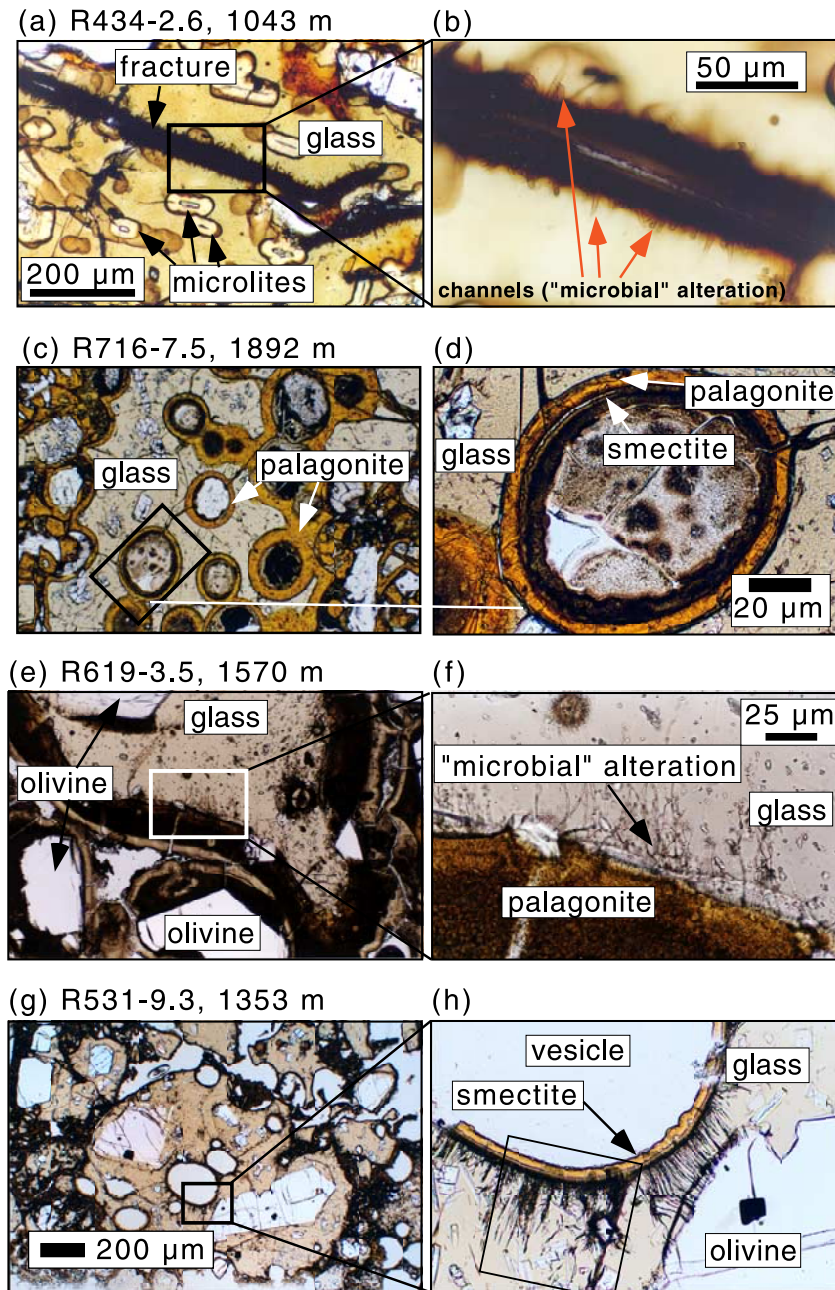 (a) R434-2.6, 1043 m
(b)
fracture
50 µm
glass
microlites
200 µm
channels ("microbial" alteration)
(c) R716-7.5, 1892 m
(d)
palagonite
smectite
glass
glass
palagonite
20 µm
(e) R619-3.5, 1570 m
(f)
glass
25 µm
"microbial" alteration
olivine
glass
palagonite
olivine
(g) R531-9.3, 1353 m
(h)
vesicle
glass
smectite
200 µm
olivine